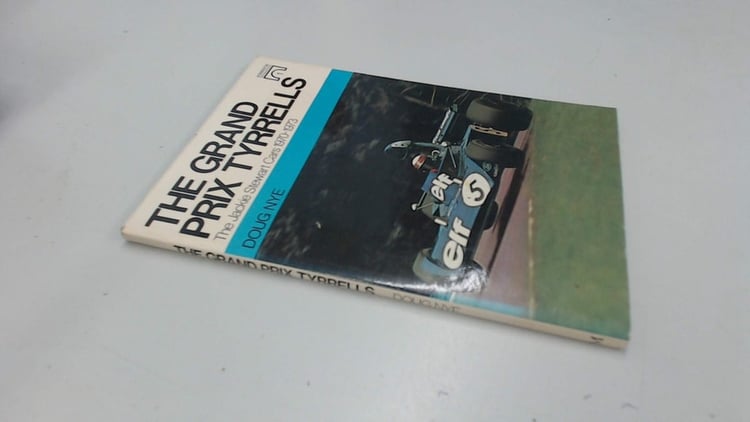 THE GRAND
PRIX TYRRELLS
The Jackie Stewart Cars 1970-1973
DOUG NYE
elf
5
elf
THE GRAND PRIX TYRRELLS
DOUG NYE